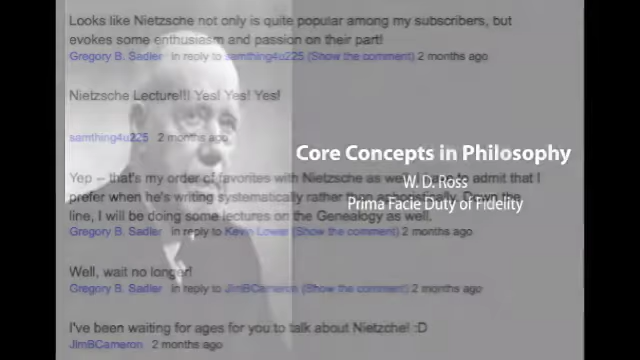 Looks like Nietzsche not only is quite popular among my subscribers, but
evokes some enthusiasm and passion on their part!
Gregory B. Sadler in reply to samthing4u225 (Show the comment) 2 months ago
Nietzsche Lecture!!! Yes! Yes! Yes!
samthing4u225 2 months ago
Core Concepts in Philosophy
W. D. Ross
Prima Facie Duty of Fidelity
Yep -- that's my order of favorites with Nietzsche as well. I have to admit that I
prefer when he's writing systematically rather than aphoristically. Down the
line, I will be doing some lectures on the Genealogy as well.
Gregory B. Sadler in reply to Kevin Lower (Show the comment) 2 months ago
Well, wait no longer!
Gregory B. Sadler in reply to JimBCameron (Show the comment) 2 months ago
I've been waiting for ages for you to talk about Nietzche! :D
JimBCameron 2 months ago